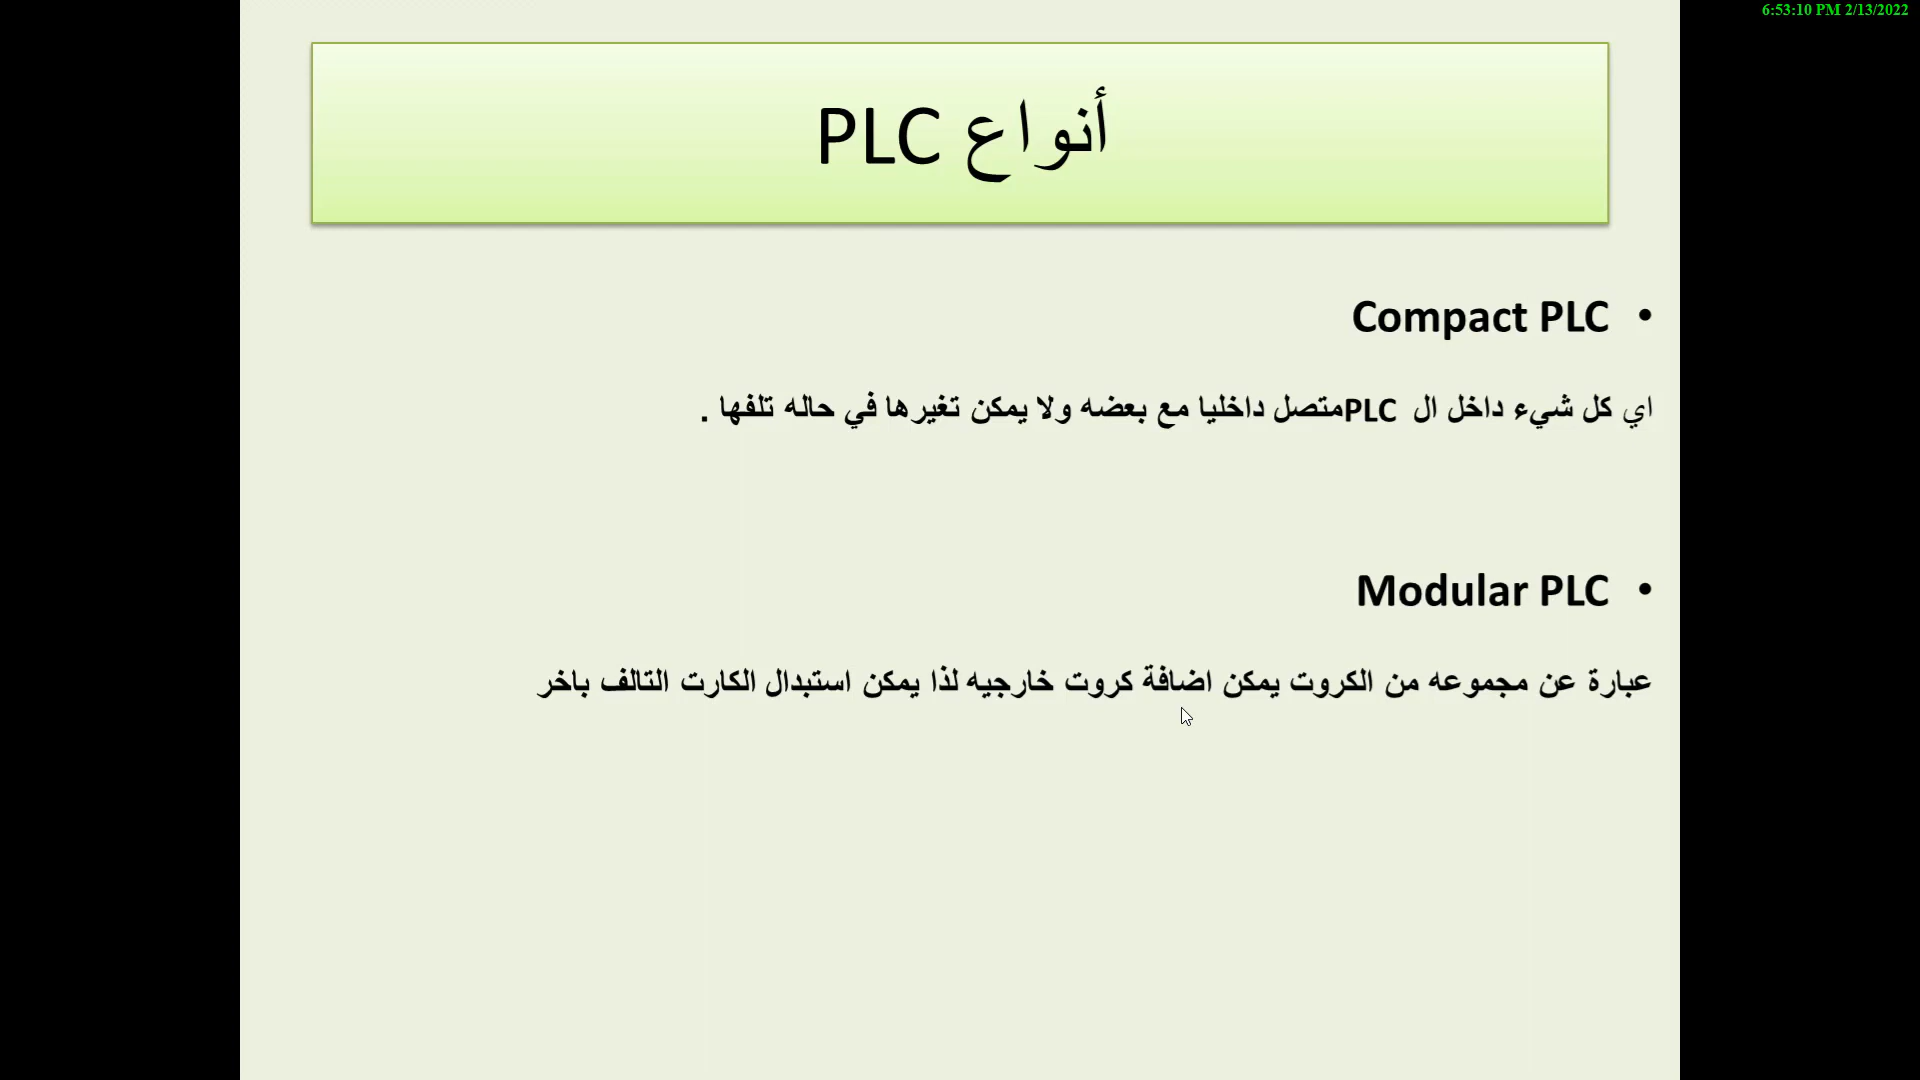 6:53:10 PM 2/13/2022
أنواع PLC
• Compact PLC
اي كل شيء داخل ال PLCمتصل داخليا مع بعضه ولا يمكن تغيرها في حاله تلفها .
• Modular PLC
عبارة عن مجموعه من الكروت يمكن اضافة كروت خارجيه لذا يمكن استبدال الكارت التالف باخر